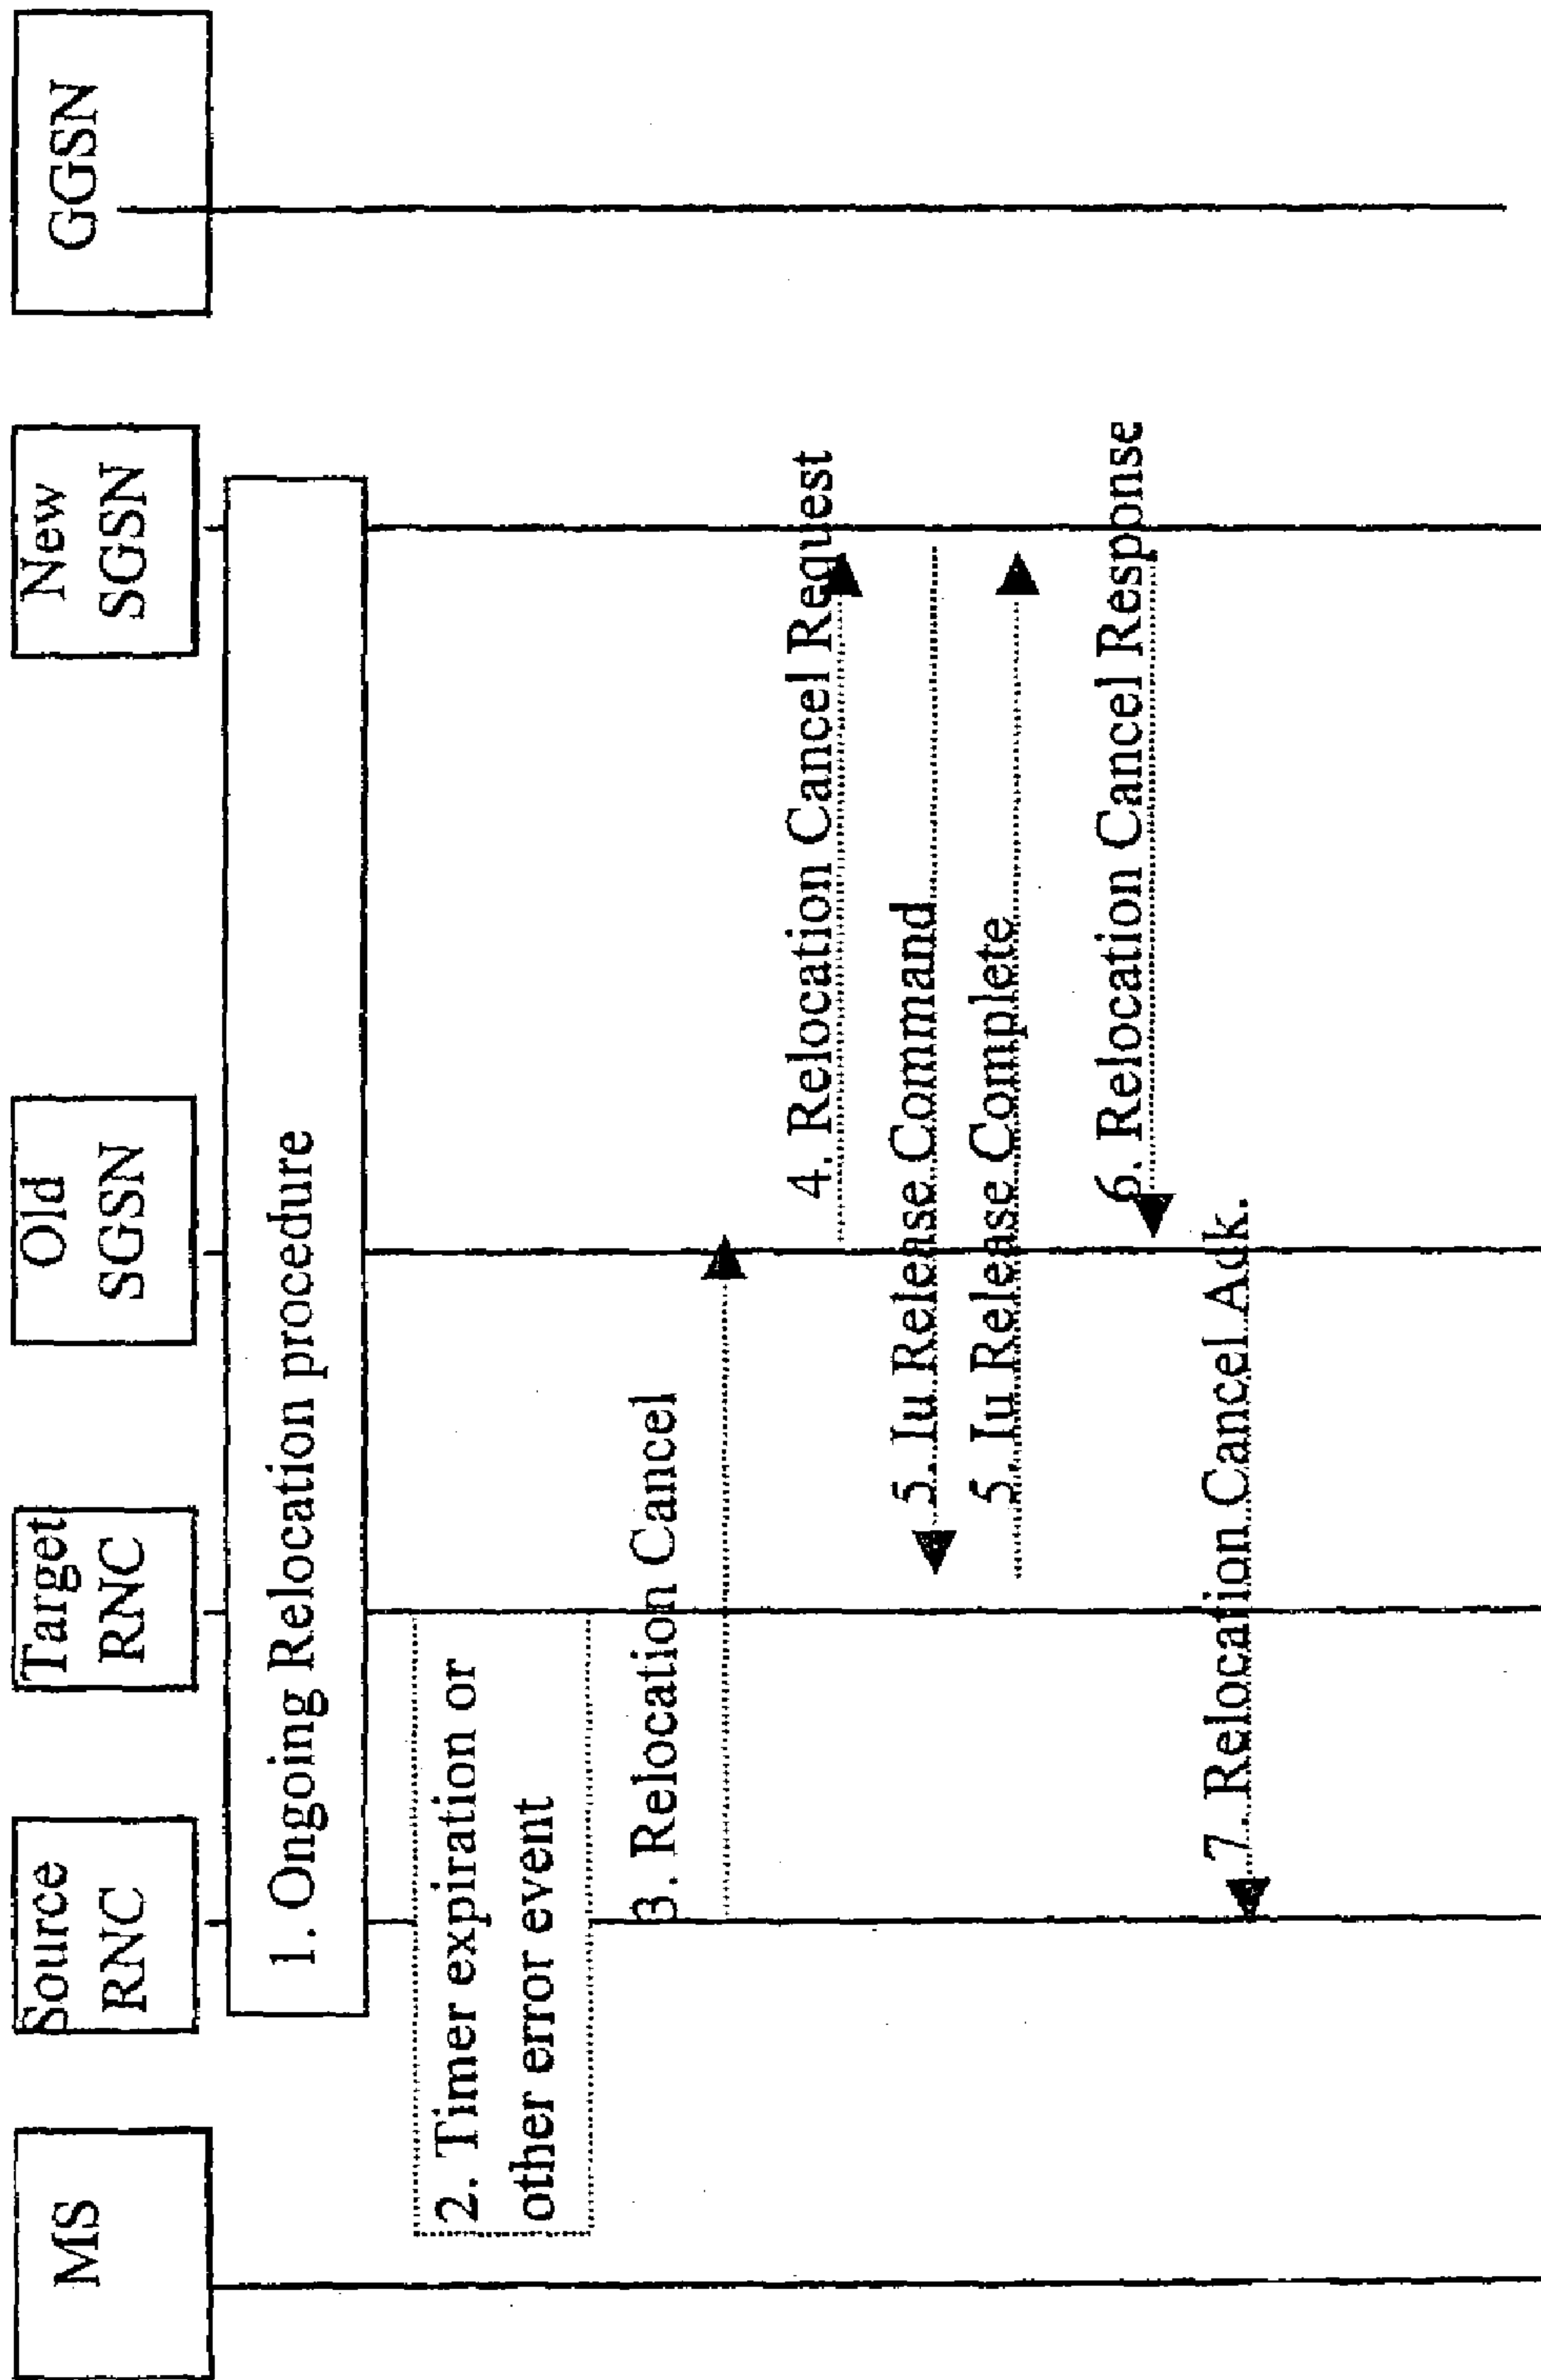 MS
Source
RNC
Target
RNC
Old
SGSN
New
SGSN
GGSN
1. Ongoing Relocation procedure
2. Timer expiration or
other error event
3. Relocation Cancel
4. Relocation Cancel Request
5. Iu Release Command
5. Iu Release Complete
6. Relocation Cancel Response
7. Relocation Cancel Ack.